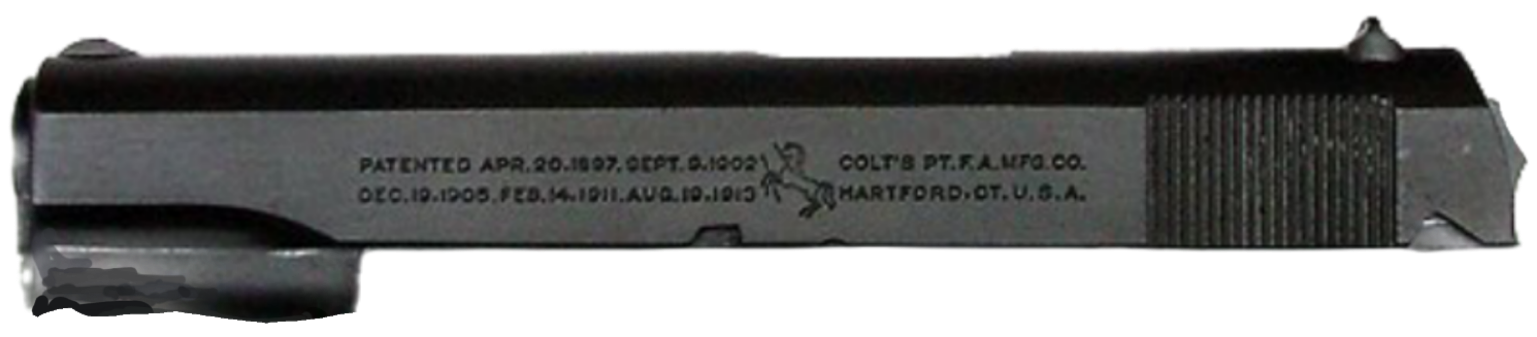 PATENTED APR.20.1897.SEPT.9.1902
DEC.19.1905.FEB.14.1911.AUG.19.1913
COLT'S PT.F.A.MFG.CO.
HARTFORD.CT.U.S.A.